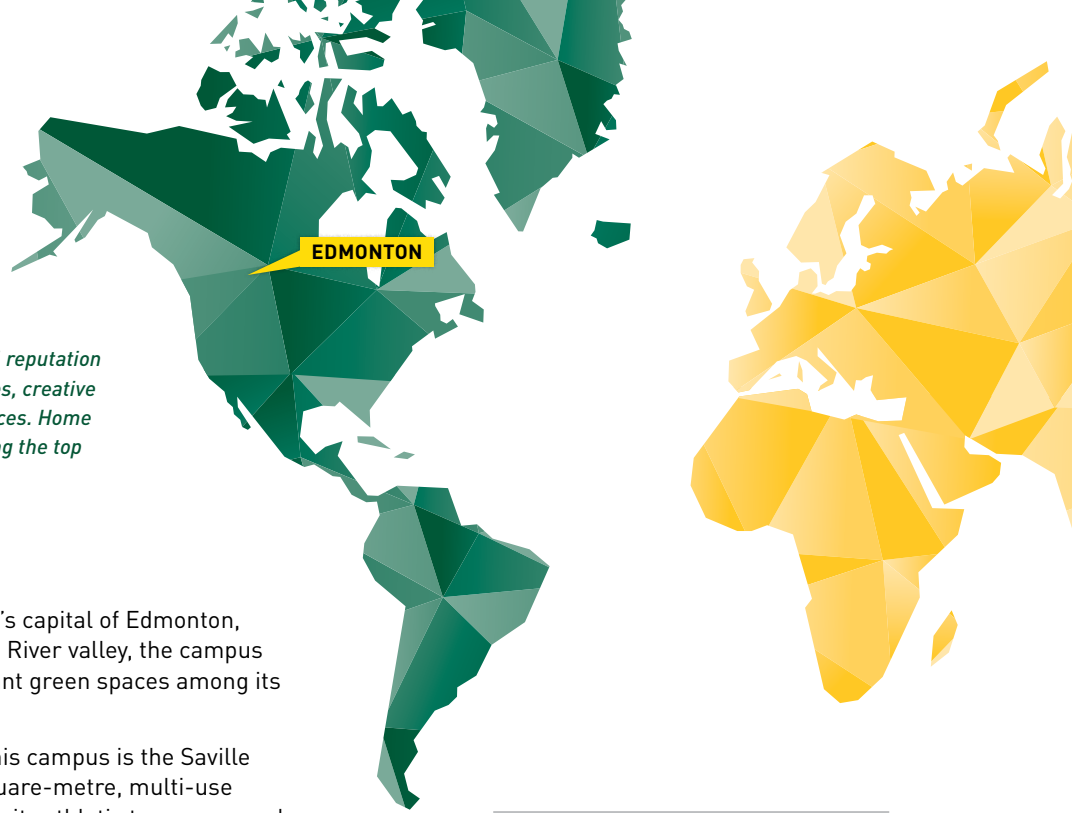 EDMONTON
reputation
s, creative
ces. Home
g the top
’s capital of Edmonton,
River valley, the campus
nt green spaces among its
is campus is the Saville
uare-metre, multi-use